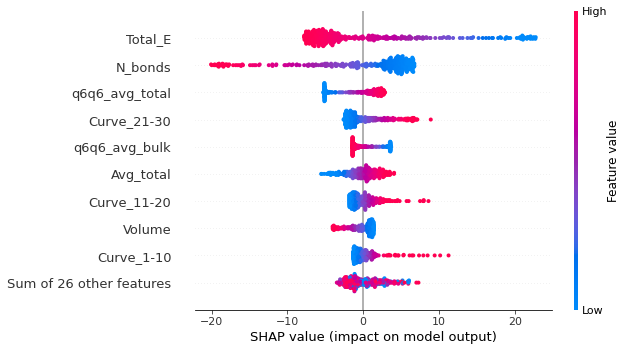 High
Total_E
N_bonds
q6q6_avg_total
Curve_21-30
q6q6_avg_bulk
Avg_total
Curve_11-20
Volume
Curve_1-10
Sum of 26 other features
Feature value
Low
−20 −10 0 10 20
SHAP value (impact on model output)